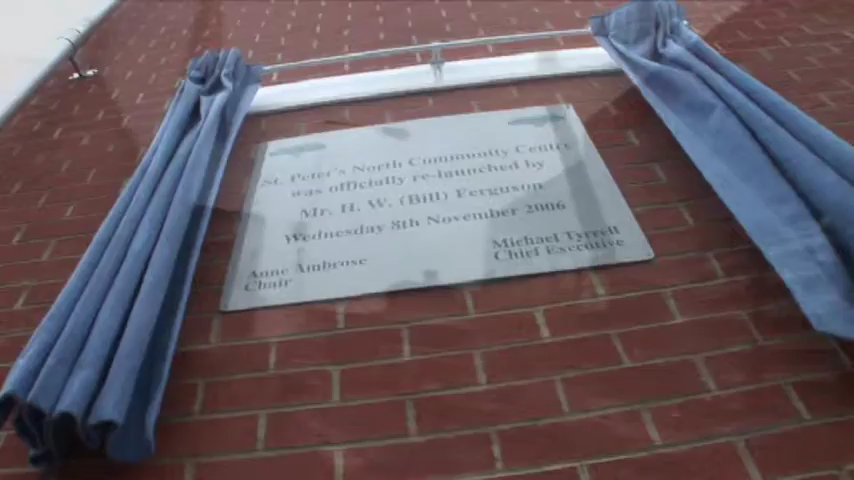 St. Peter's North Community Centre
was officially re-launched by
Mr. H. W. (Bill) Ferguson
Wednesday 8th November 2006
Anne Ambrose
Chair
Michael Tyrrell
Chief Executive